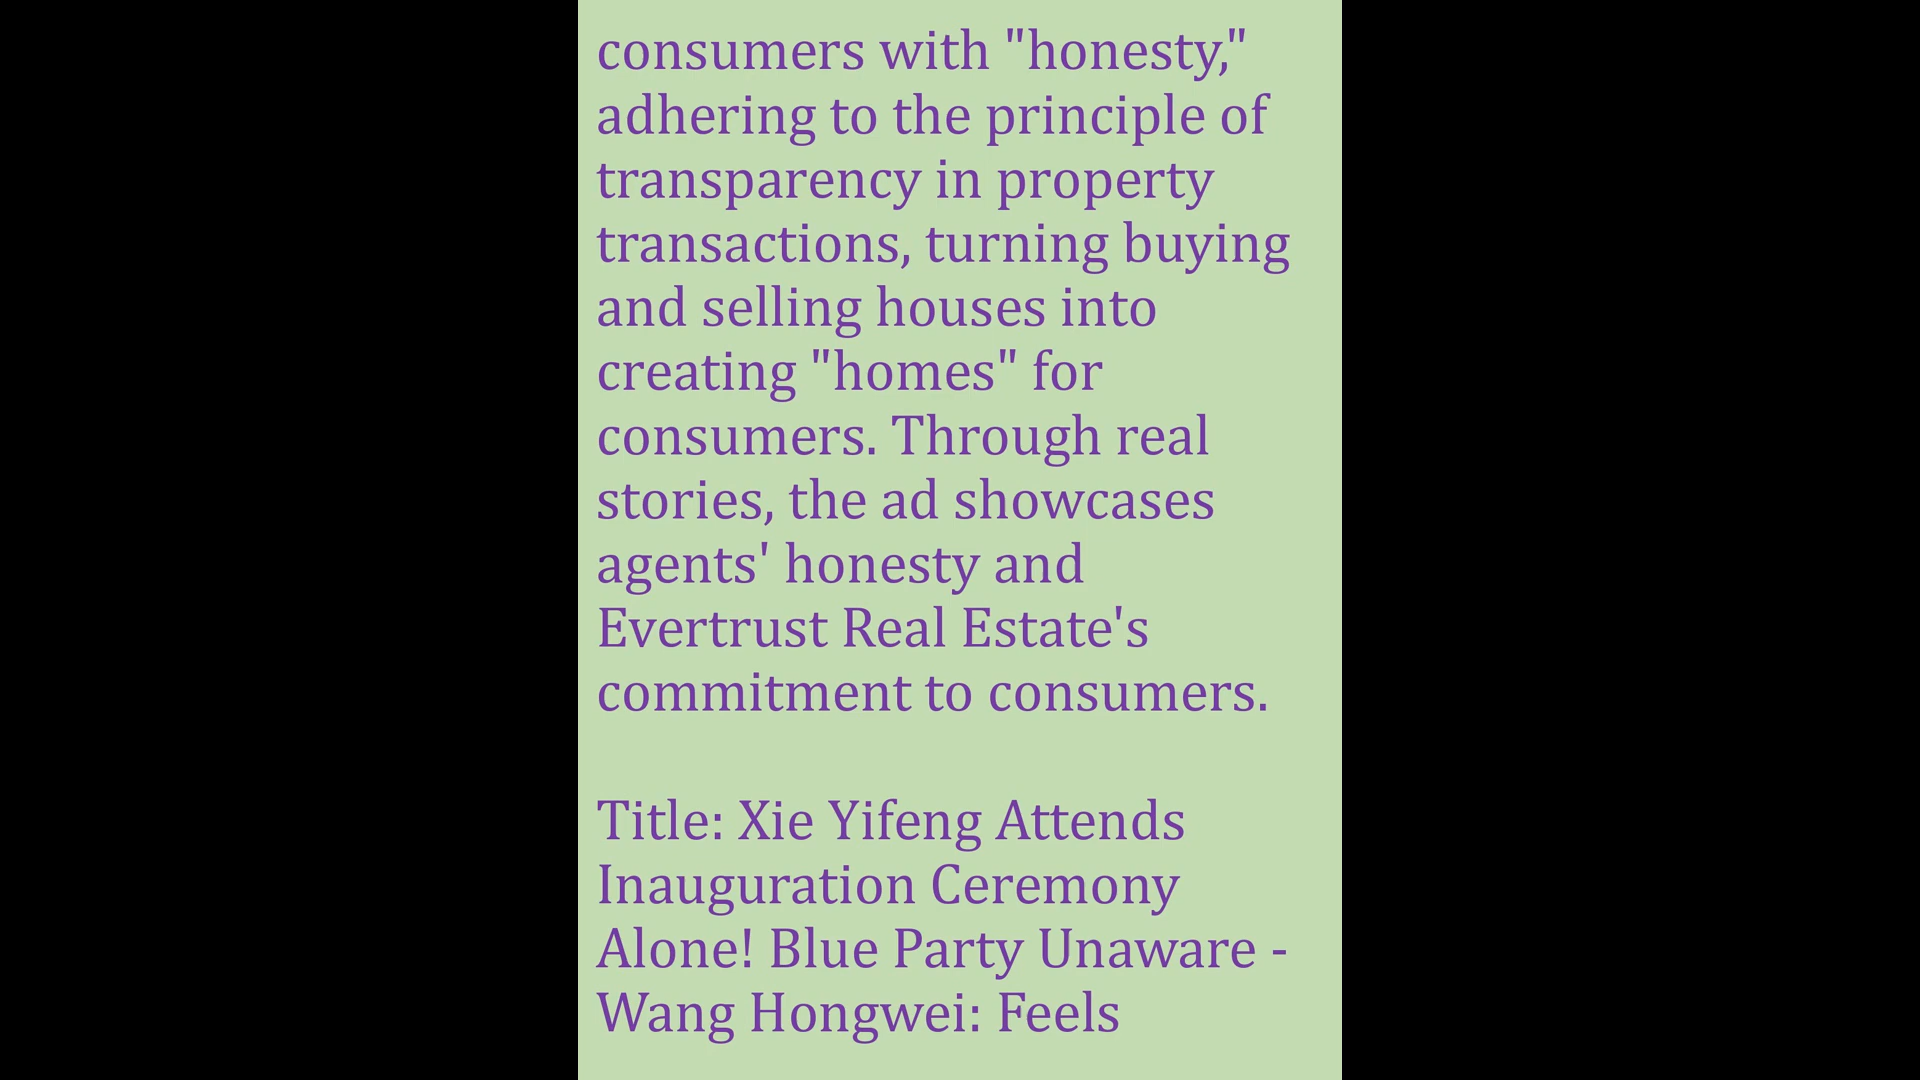 consumers with "honesty,"
adhering to the principle of
transparency in property
transactions, turning buying
and selling houses into
creating "homes" for
consumers. Through real
stories, the ad showcases
agents' honesty and
Evertrust Real Estate's
commitment to consumers.
Title: Xie Yifeng Attends
Inauguration Ceremony
Alone! Blue Party Unaware -
Wang Hongwei: Feels